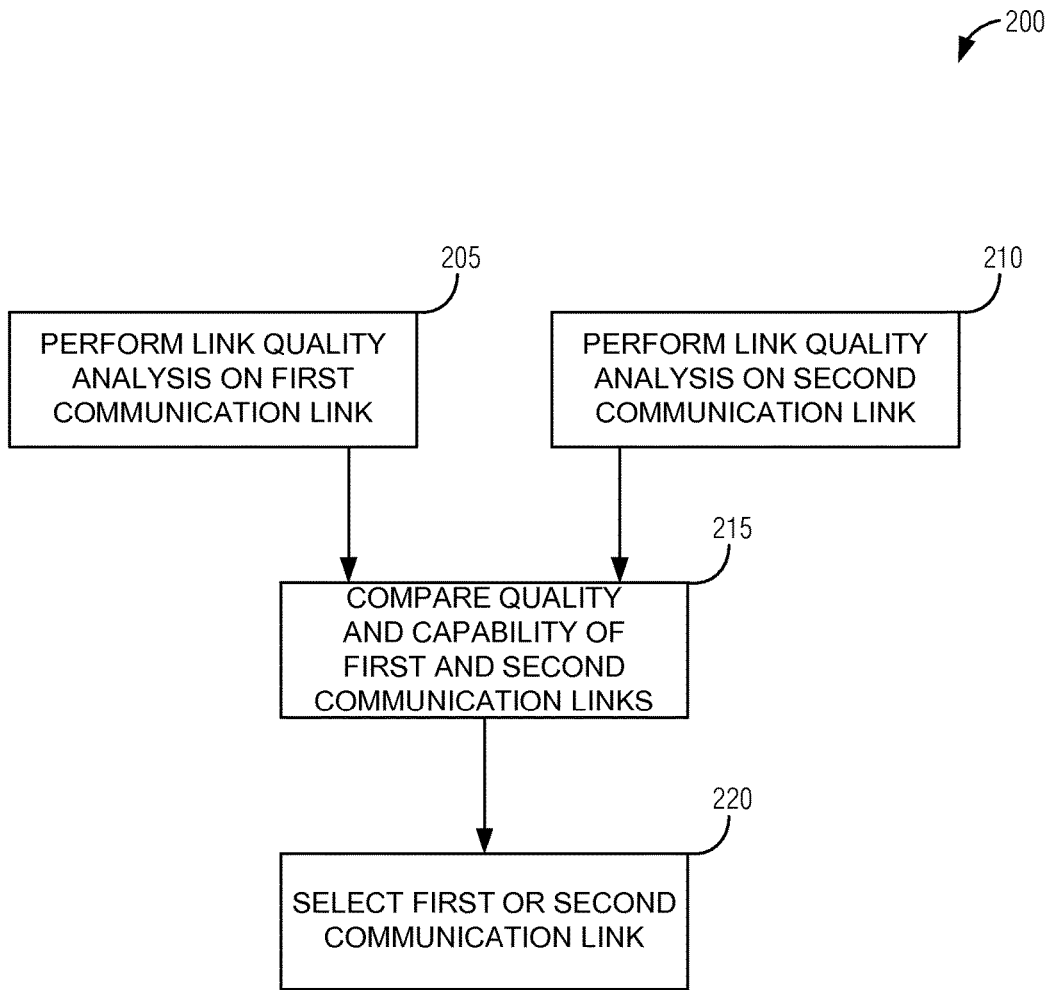 200
205
210
PERFORM LINK QUALITY
ANALYSIS ON FIRST
COMMUNICATION LINK
PERFORM LINK QUALITY
ANALYSIS ON SECOND
COMMUNICATION LINK
215
COMPARE QUALITY
AND CAPABILITY OF
FIRST AND SECOND
COMMUNICATION LINKS
220
SELECT FIRST OR SECOND
COMMUNICATION LINK